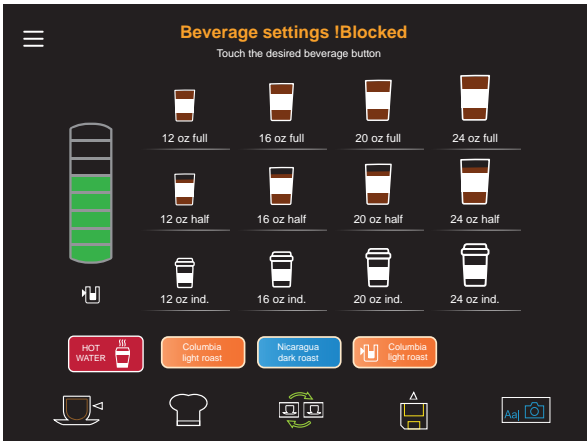 Beverage settings !Blocked
Touch the desired beverage button
12 oz full
16 oz full
20 oz full
24 oz full
12 oz half
16 oz half
20 oz half
24 oz half
12 oz ind.
16 oz ind.
20 oz ind.
24 oz ind.
HOT
WATER
Columbia
light roast
Nicaragua
dark roast
Columbia
light roast
Aa